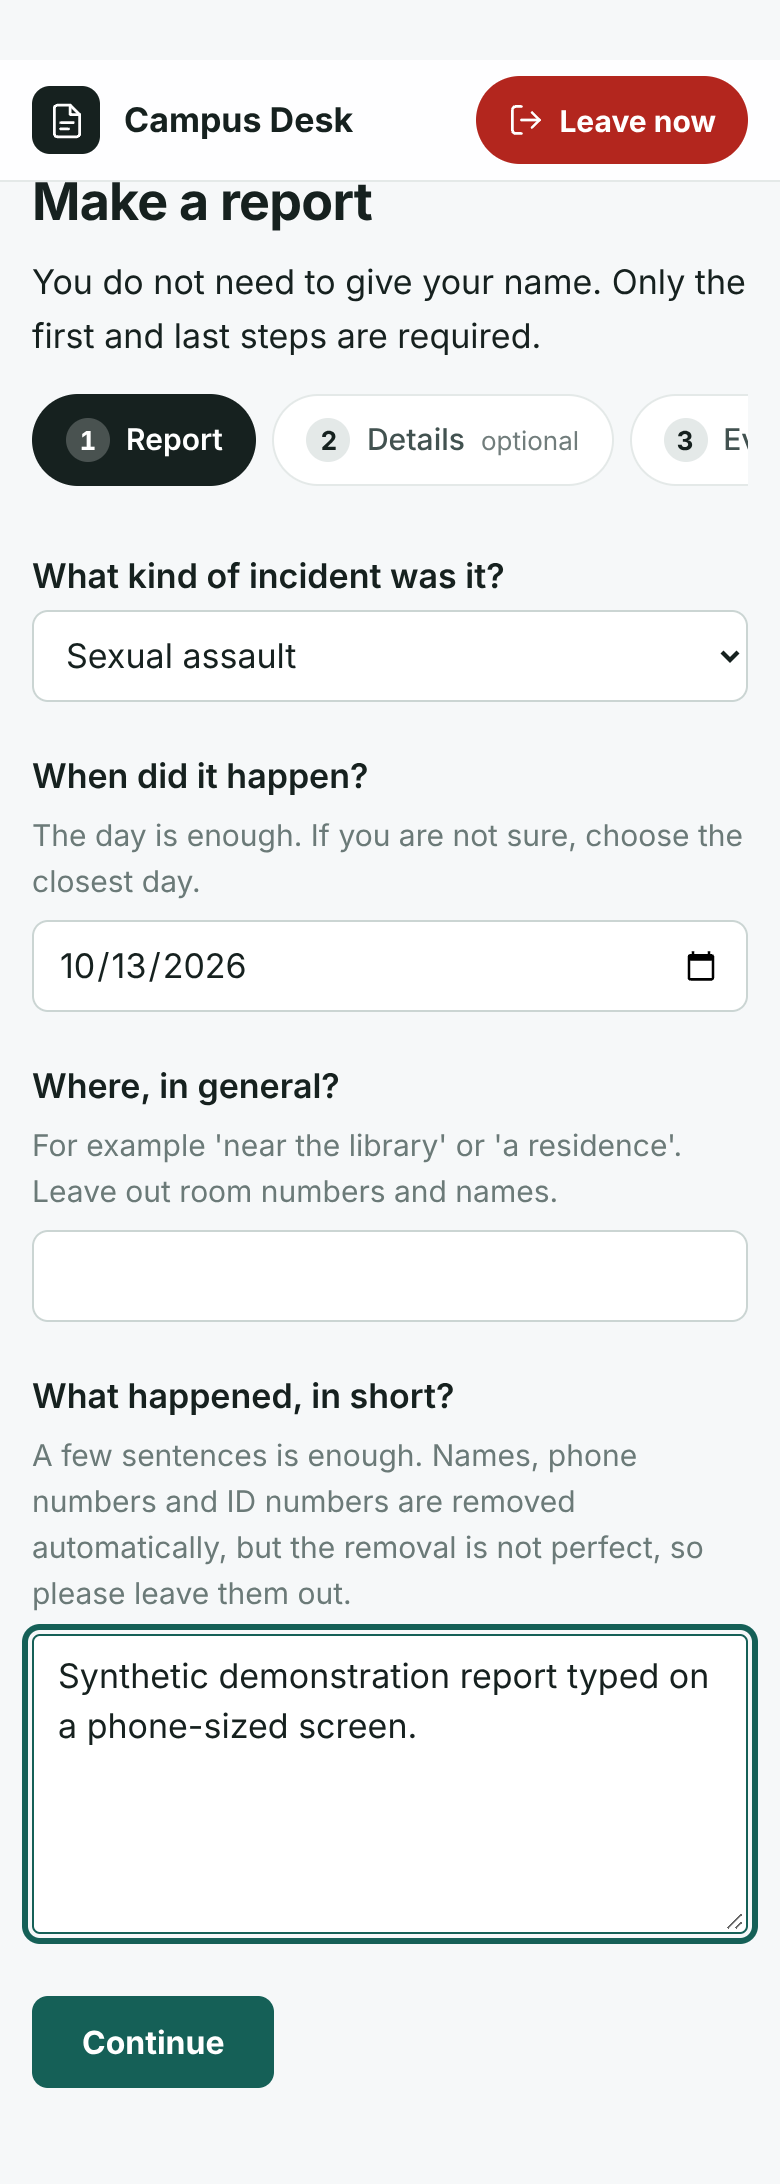 Campus Desk
Leave now
Make a report
You do not need to give your name. Only the
first and last steps are required.
1 Report
2 Details optional
3
What kind of incident was it?
Sexual assault
When did it happen?
The day is enough. If you are not sure, choose the
closest day.
10/13/2026
Where, in general?
For example 'near the library' or 'a residence'.
Leave out room numbers and names.
What happened, in short?
A few sentences is enough. Names, phone
numbers and ID numbers are removed
automatically, but the removal is not perfect, so
please leave them out.
Synthetic demonstration report typed on
a phone-sized screen.
Continue